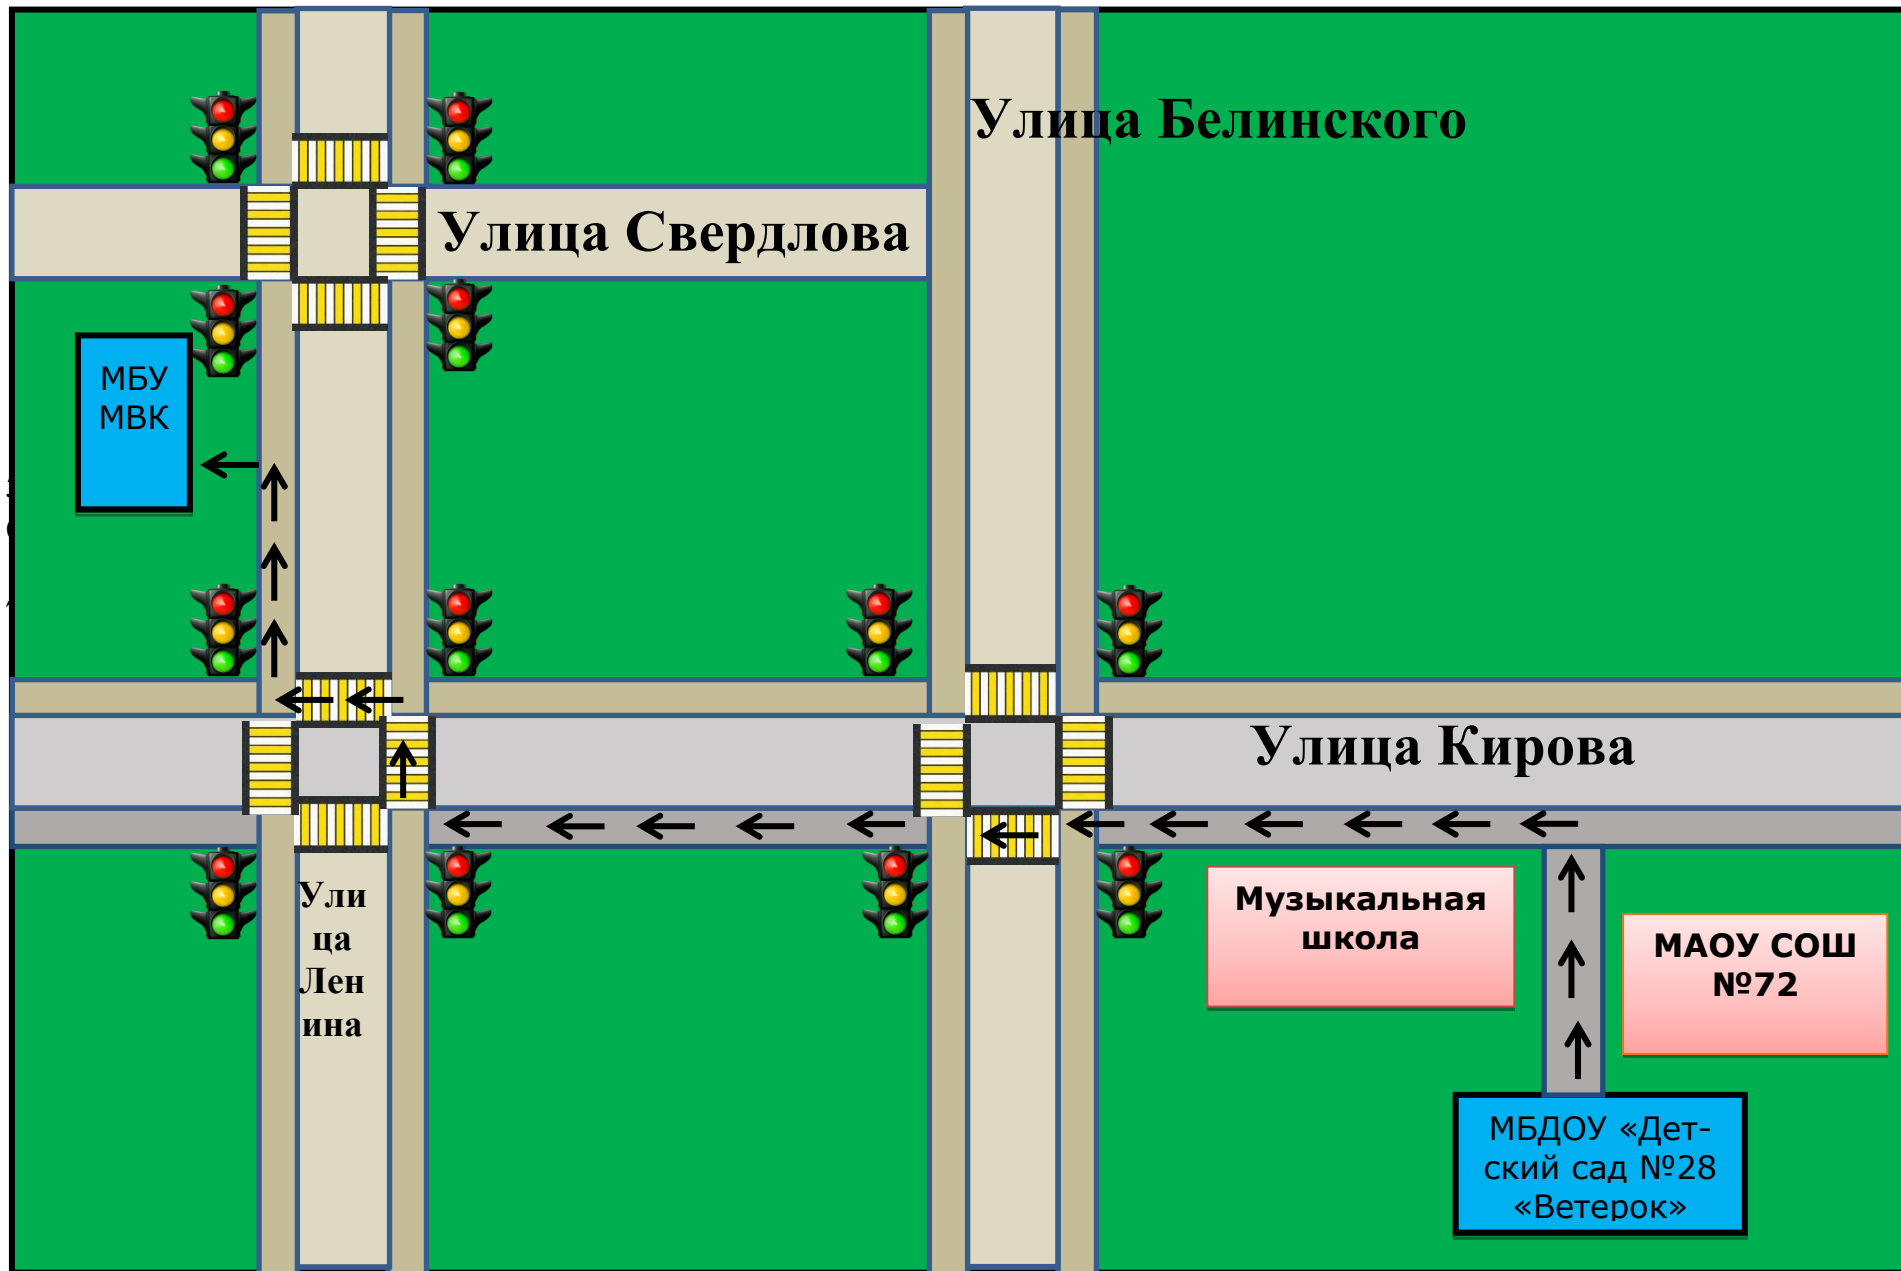 Улица Белинского
Улица Свердлова
МБУ
МВК
Улица Кирова
Ули
ца
Лен
ина
Музыкальная
школа
МАОУ СОШ
№72
МБДОУ «Дет-
ский сад №28
«Ветерок»